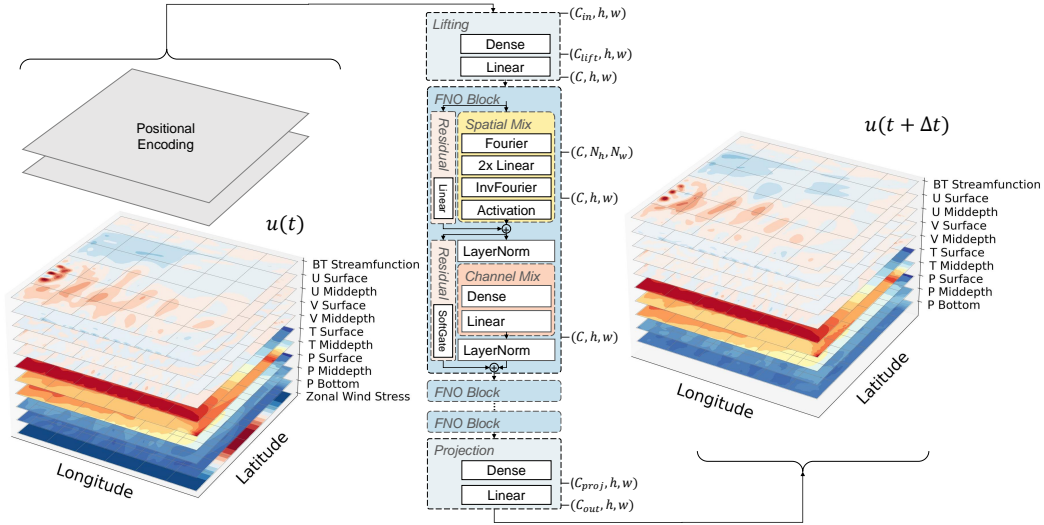 Positional
Encoding
u(t)
BT Streamfunction
U Surface
U Middepth
V Surface
V Middepth
T Surface
T Middepth
P Surface
P Middepth
P Bottom
Zonal Wind Stress
Longitude
Latitude
Lifting
Dense
Linear
(C_in, h, w)
(C_lift, h, w)
(C, h, w)
FNO Block
Residual
Linear
Spatial Mix
Fourier
2x Linear
InvFourier
Activation
(C, N_h, N_w)
(C, h, w)
Residual
SoftGate
LayerNorm
Channel Mix
Dense
Linear
LayerNorm
(C, h, w)
FNO Block
FNO Block
Projection
Dense
Linear
(C_proj, h, w)
(C_out, h, w)
u(t + Δt)
BT Streamfunction
U Surface
U Middepth
V Surface
V Middepth
T Surface
T Middepth
P Surface
P Middepth
P Bottom
Longitude
Latitude